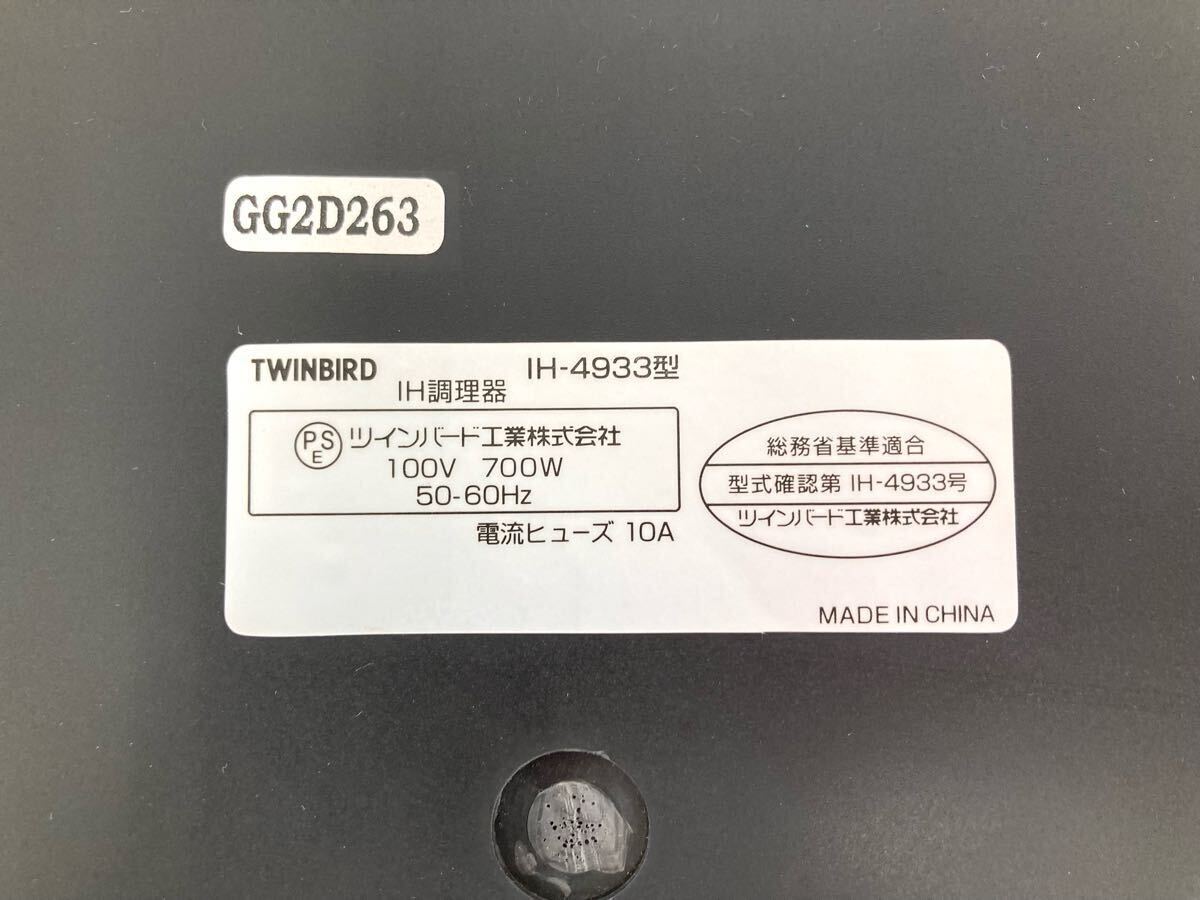 GG2D263
TWINBIRD IH-4933型
IH調理器
PSE ツインバード工業株式会社
100V 700W
50-60Hz
電流ヒューズ 10A
総務省基準適合
型式確認第 IH-4933号
ツインバード工業株式会社
MADE IN CHINA